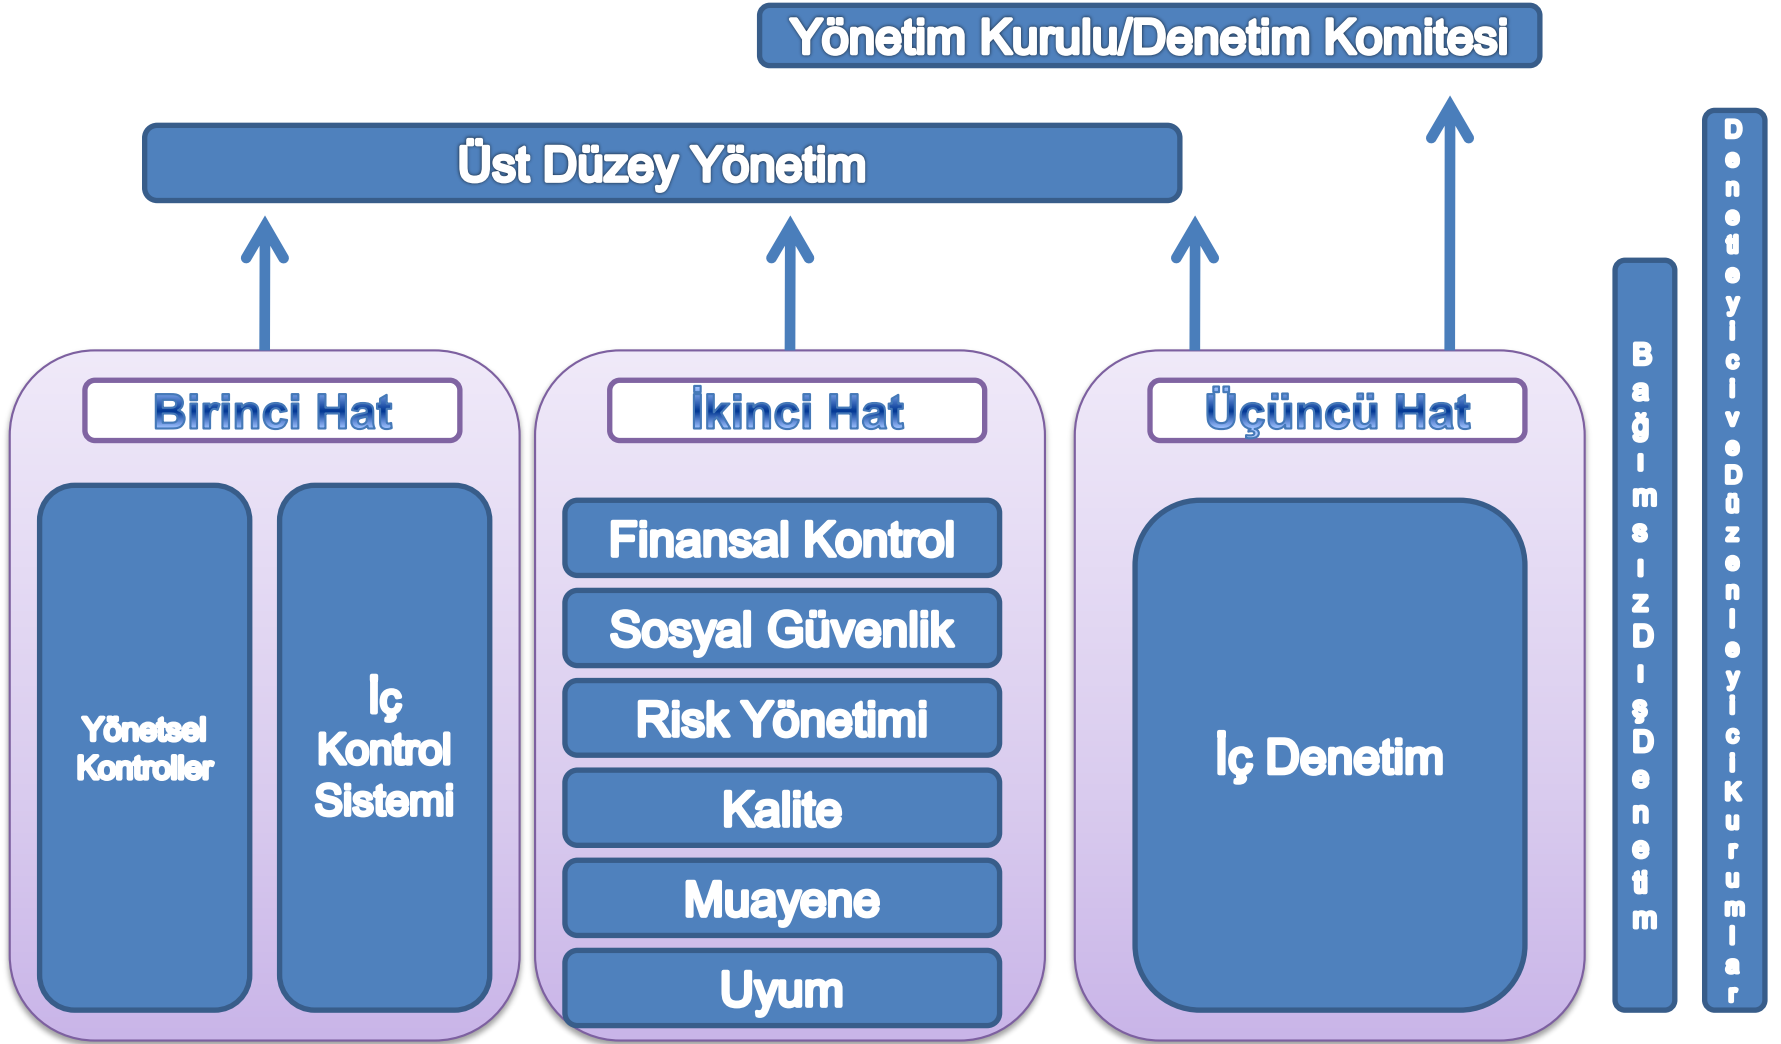 Yönetim Kurulu/Denetim Komitesi
Üst Düzey Yönetim
Birinci Hat
Yönetsel
Kontroller
İç
Kontrol
Sistemi
İkinci Hat
Finansal Kontrol
Sosyal Güvenlik
Risk Yönetimi
Kalite
Muayene
Uyum
Üçüncü Hat
İç Denetim
Bağımsız Dış Denetim
Denetleyici ve Düzenleyici Kurumlar